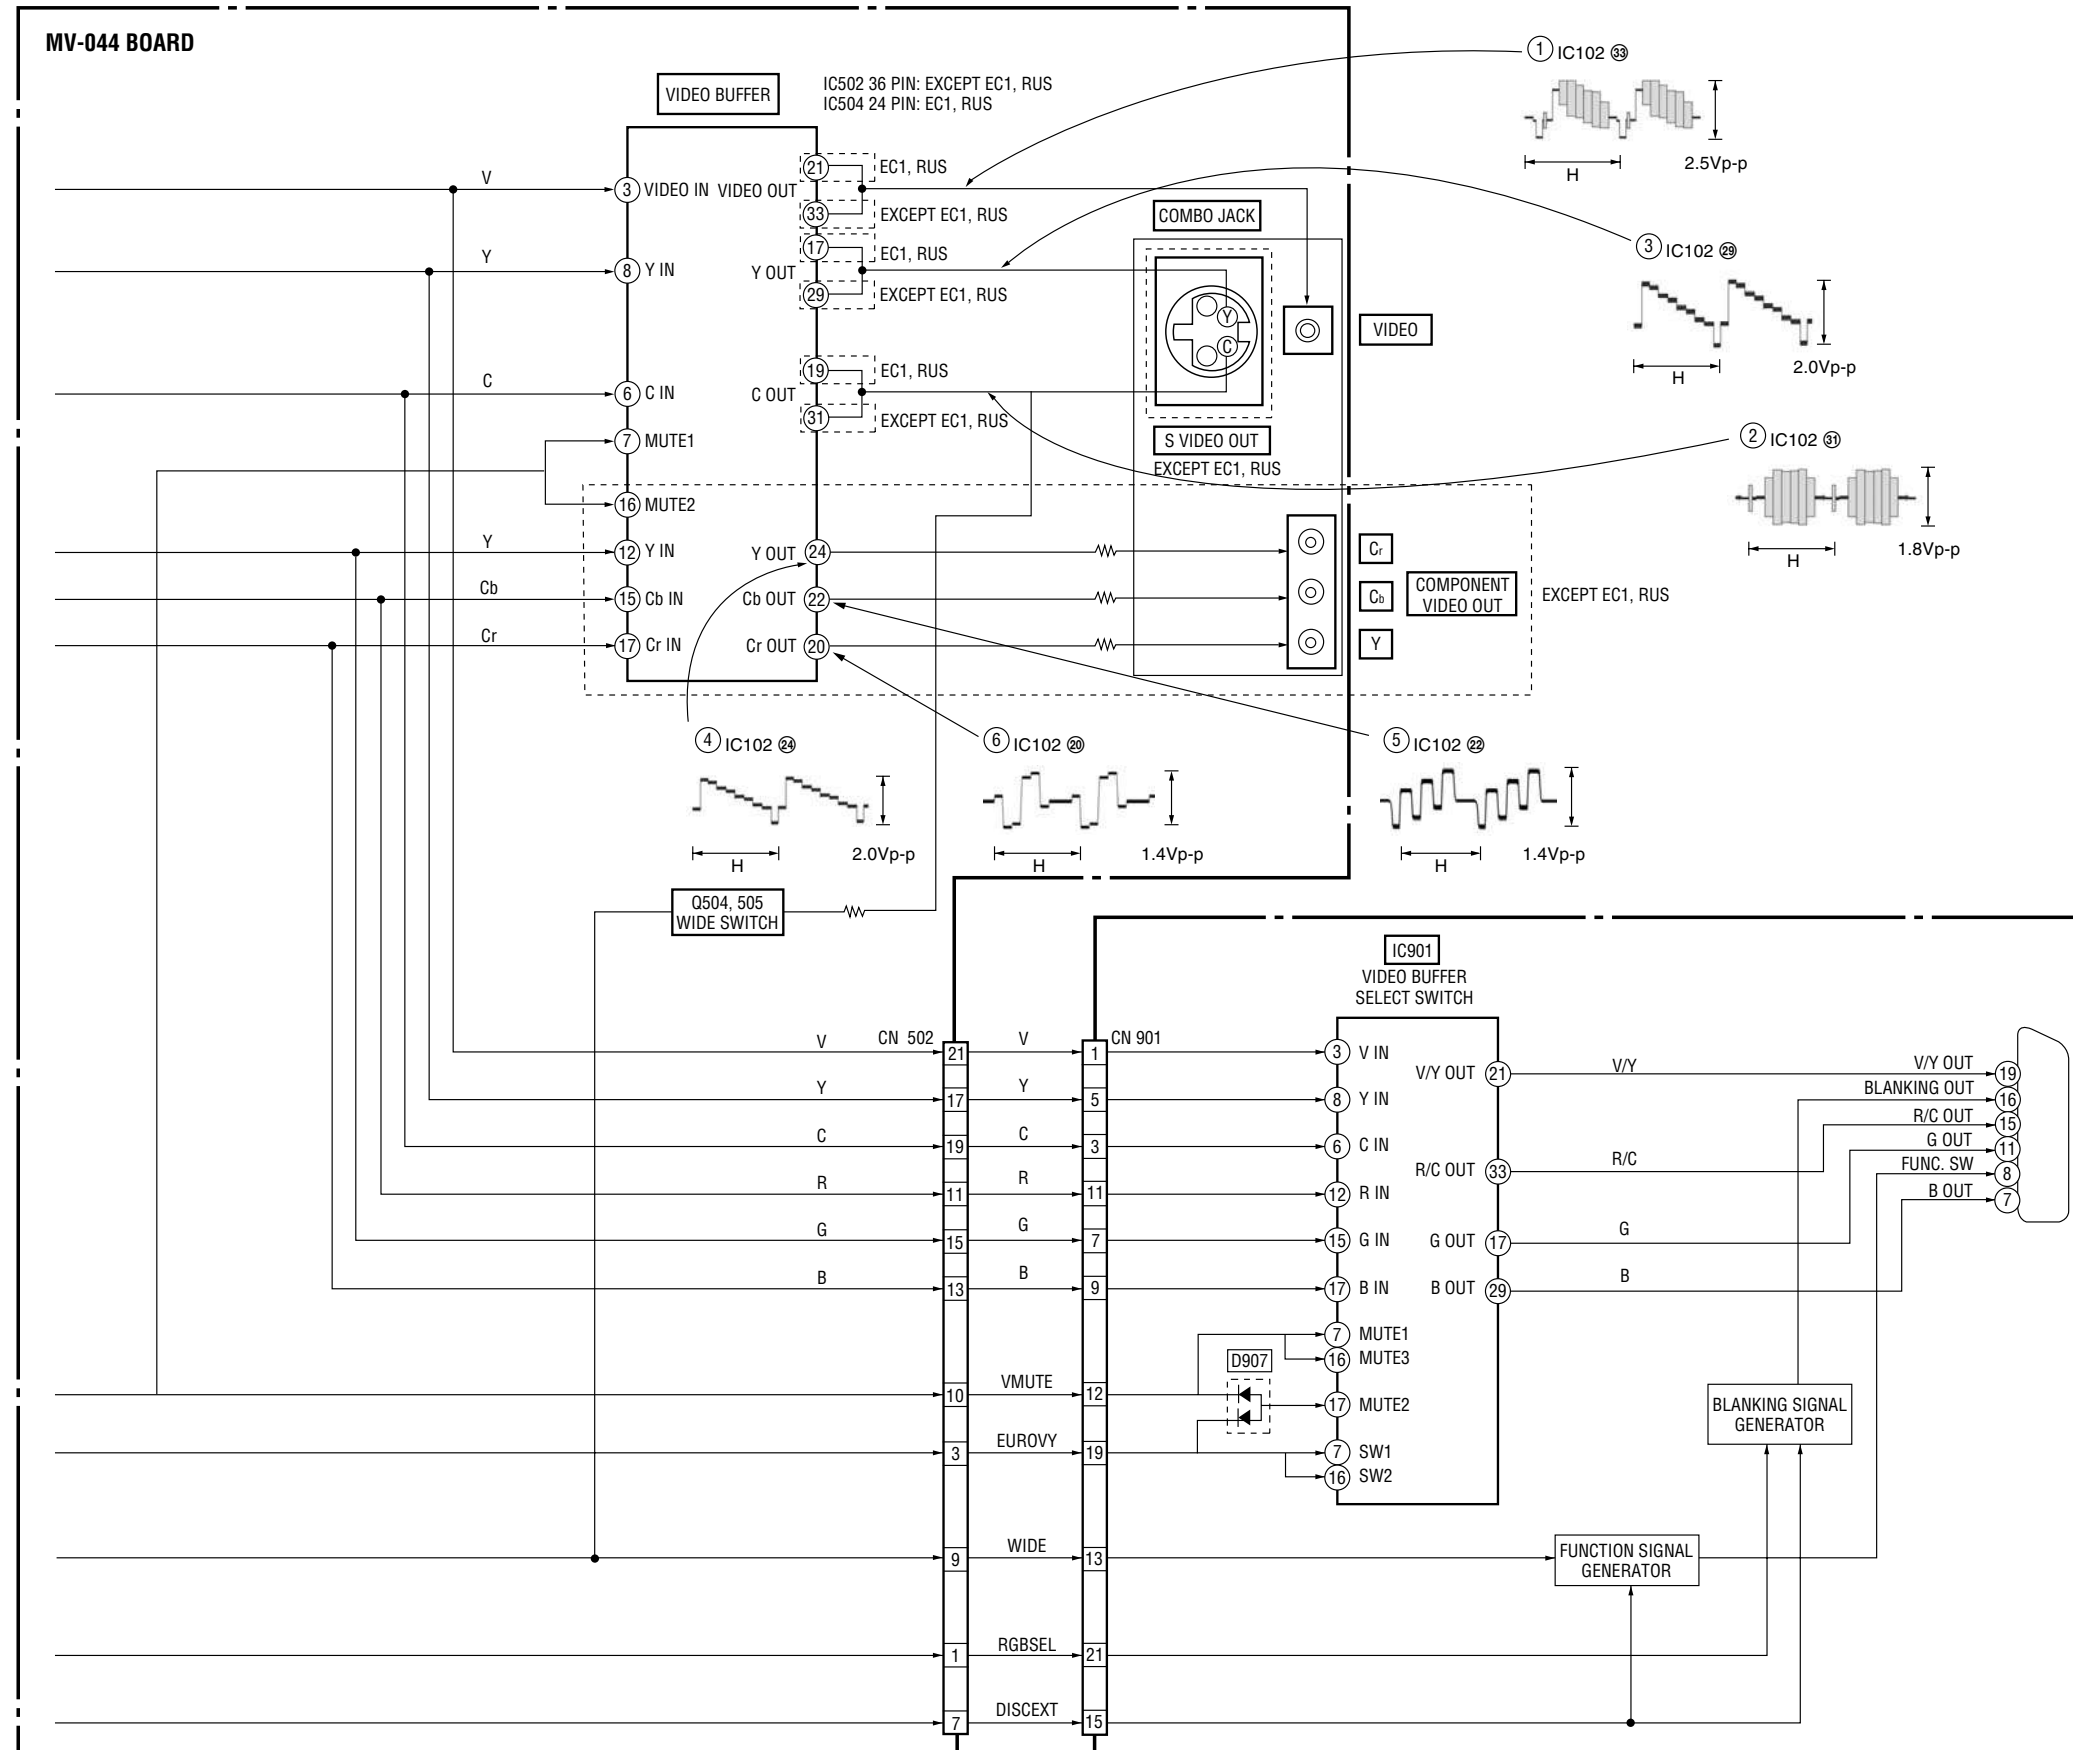 MV-044 BOARD
VIDEO BUFFER
IC502 36 PIN: EXCEPT EC1, RUS
IC504 24 PIN: EC1, RUS
1 IC102 33
H
2.5Vp-p
V
3 VIDEO IN
VIDEO OUT
21 EC1, RUS
33 EXCEPT EC1, RUS
Y
8 Y IN
Y OUT
17 EC1, RUS
29 EXCEPT EC1, RUS
C
6 C IN
C OUT
19 EC1, RUS
31 EXCEPT EC1, RUS
7 MUTE1
16 MUTE2
Y
12 Y IN
Y OUT 24
Cb
15 Cb IN
Cb OUT 22
Cr
17 Cr IN
Cr OUT 20
COMBO JACK
Y
C
VIDEO
S VIDEO OUT
EXCEPT EC1, RUS
Cr
Cb
Y
COMPONENT
VIDEO OUT
EXCEPT EC1, RUS
3 IC102 29
H
2.0Vp-p
2 IC102 31
H
1.8Vp-p
4 IC102 24
H
2.0Vp-p
6 IC102 20
H
1.4Vp-p
5 IC102 22
H
1.4Vp-p
Q504, 505
WIDE SWITCH
IC901
VIDEO BUFFER
SELECT SWITCH
CN 502
CN 901
V 21 V 1
Y 17 Y 5
C 19 C 3
R 11 R 11
G 15 G 7
B 13 B 9
10 VMUTE 12
3 EUROVY 19
9 WIDE 13
1 RGBSEL 21
7 DISCEXT 15
3 V IN
8 Y IN
6 C IN
12 R IN
15 G IN
17 B IN
7 MUTE1
16 MUTE3
D907
17 MUTE2
7 SW1
16 SW2
V/Y OUT 21 V/Y
R/C OUT 33 R/C
G OUT 17 G
B OUT 29 B
V/Y OUT 19
BLANKING OUT 16
R/C OUT 15
G OUT 11
FUNC. SW 8
B OUT 7
BLANKING SIGNAL
GENERATOR
FUNCTION SIGNAL
GENERATOR